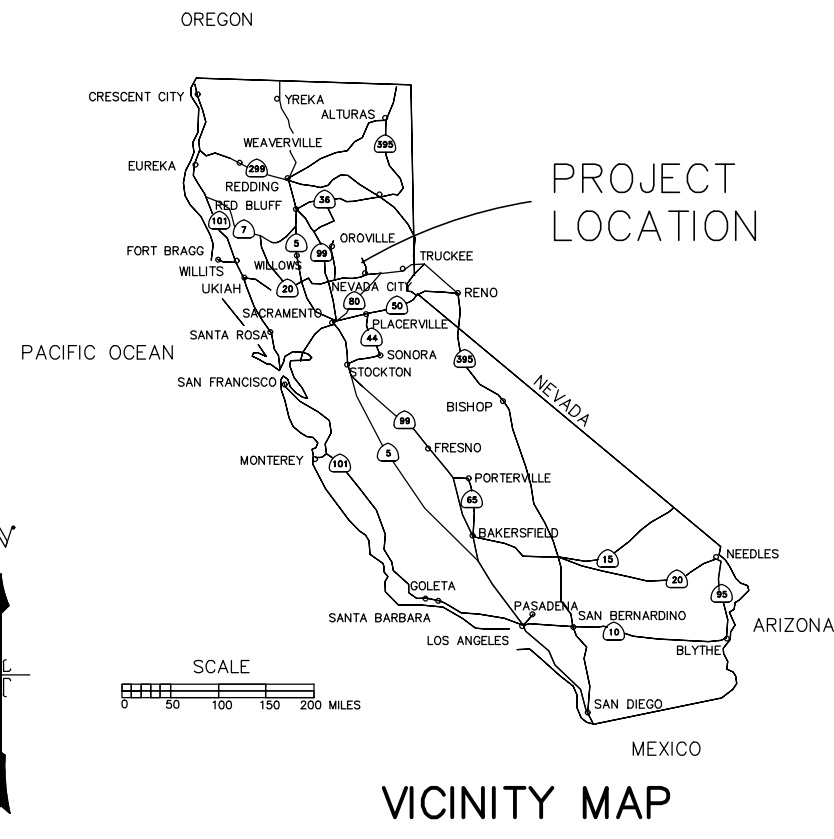 OREGON
CRESCENT CITY
YREKA
ALTURAS
WEAVERVILLE
395
EUREKA
299
REDDING
PROJECT
LOCATION
36
RED BLUFF
101
7
5
99
OROVILLE
FORT BRAGG
TRUCKEE
WILLITS
WILLOWS
UKIAH
20
NEVADA CITY
80
50
RENO
SACRAMENTO
PLACERVILLE
SANTA ROSA
44
PACIFIC OCEAN
SONORA
395
STOCKTON
SAN FRANCISCO
NEVADA
BISHOP
99
5
FRESNO
MONTEREY
101
PORTERVILLE
65
BAKERSFIELD
15
NEEDLES
20
95
GOLETA
PASADENA
SANTA BARBARA
SAN BERNARDINO
ARIZONA
LOS ANGELES
10
BLYTHE
SCALE
0 50 100 150 200 MILES
SAN DIEGO
MEXICO
VICINITY MAP